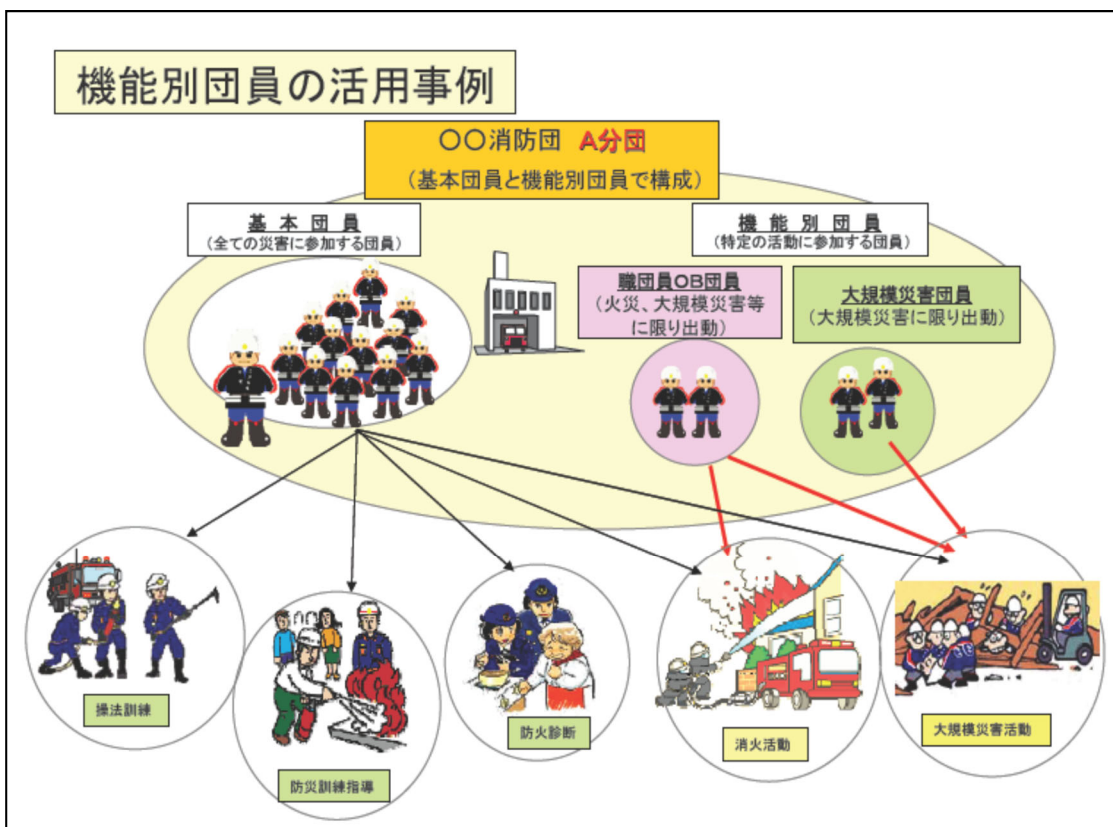 機能別団員の活用事例
〇〇消防団 A分団
（基本団員と機能別団員で構成）
基本団員
（全ての災害に参加する団員）
機能別団員
（特定の活動に参加する団員）
職団員OB団員
（火災、大規模災害等
に限り出動）
大規模災害団員
（大規模災害に限り出動）
操法訓練
防災訓練指導
防火診断
消火活動
大規模災害活動